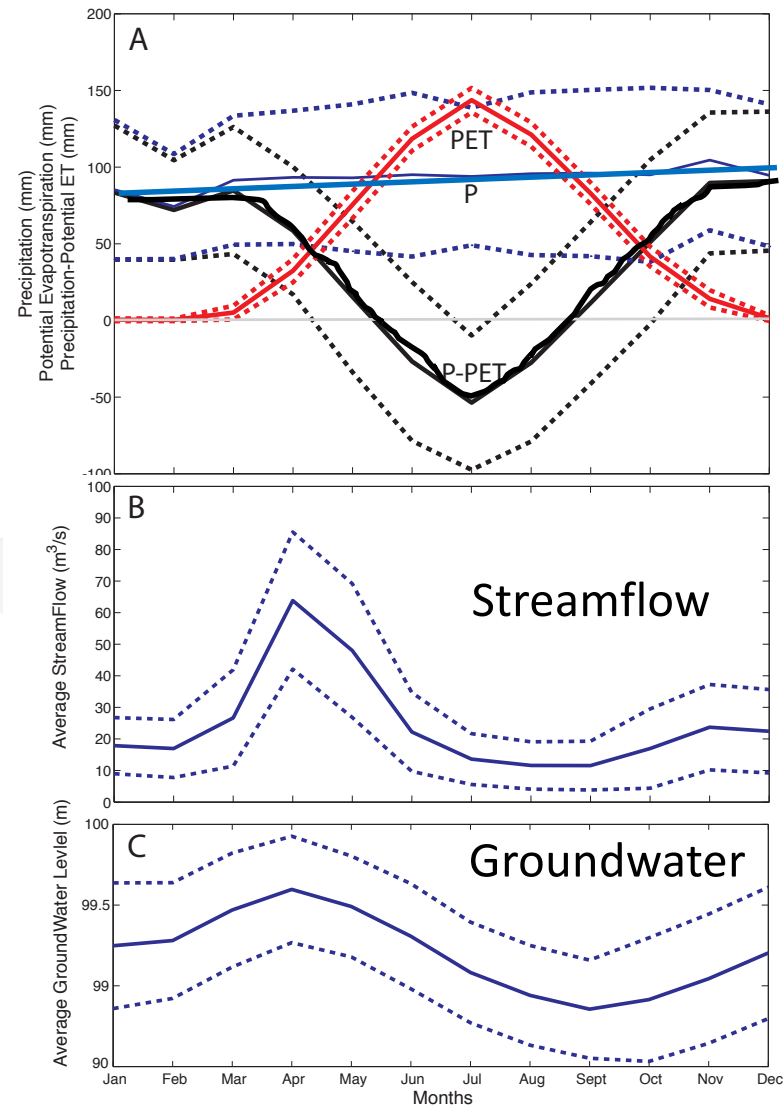 A
200
150
100
50
0
-50
-100
Precipitation (mm)
Potential Evapotranspiration (mm)
Precipitation-Potential ET (mm)
PET
P
P-PET
B
100
90
80
70
60
50
40
30
20
10
0
Average StreamFlow (m³/s)
Streamflow
C
100
99.5
99
90
Average GroundWater Levlel (m)
Groundwater
Jan Feb Mar Apr May Jun Jul Aug Sept Oct Nov Dec
Months